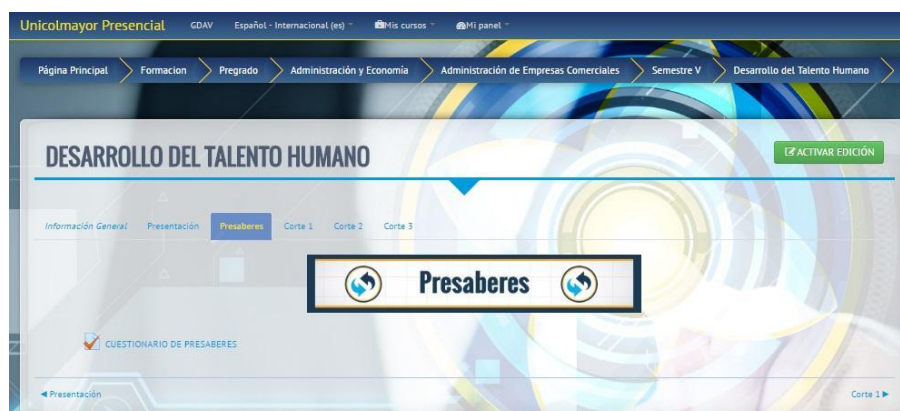 Unicolmayor Presencial GDAV Español - Internacional (es) Mis cursos Mi panel
Página Principal Formacion Pregrado Administración y Economía Administración de Empresas Comerciales Semestre V Desarrollo del Talento Humano
DESARROLLO DEL TALENTO HUMANO
ACTIVAR EDICIÓN
Información General Presentación Presaberes Corte 1 Corte 2 Corte 3
Presaberes
CUESTIONARIO DE PRESABERES
◄ Presentación Corte 1 ►